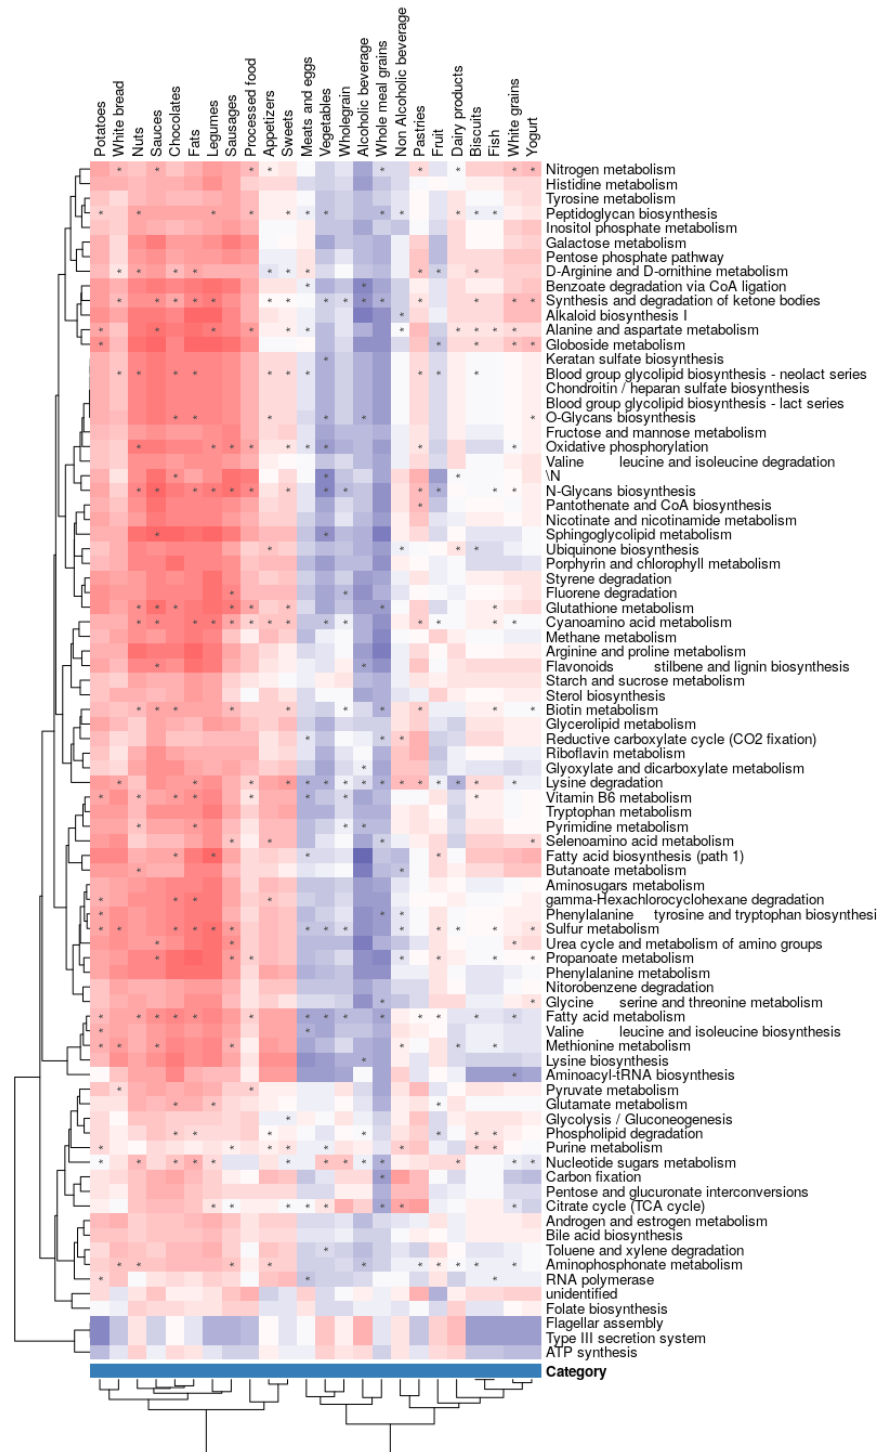 Potatoes
White bread
Nuts
Sauces
Chocolates
Fats
Legumes
Sausages
Processed food
Appetizers
Sweets
Meats and eggs
Vegetables
Wholegrain
Alcoholic beverage
Whole meal grains
Non Alcoholic beverage
Pastries
Fruit
Dairy products
Biscuits
Fish
White grains
Yogurt
Nitrogen metabolism
Histidine metabolism
Tyrosine metabolism
Peptidoglycan biosynthesis
Inositol phosphate metabolism
Galactose metabolism
Pentose phosphate pathway
D-Arginine and D-ornithine metabolism
Benzoate degradation via CoA ligation
Synthesis and degradation of ketone bodies
Alkaloid biosynthesis I
Alanine and aspartate metabolism
Globoside metabolism
Keratan sulfate biosynthesis
Blood group glycolipid biosynthesis - neolact series
Chondroitin / heparan sulfate biosynthesis
Blood group glycolipid biosynthesis - lact series
O-Glycans biosynthesis
Fructose and mannose metabolism
Oxidative phosphorylation
Valine leucine and isoleucine degradation
\N
N-Glycans biosynthesis
Pantothenate and CoA biosynthesis
Nicotinate and nicotinamide metabolism
Sphingoglycolipid metabolism
Ubiquinone biosynthesis
Porphyrin and chlorophyll metabolism
Styrene degradation
Fluorene degradation
Glutathione metabolism
Cyanoamino acid metabolism
Methane metabolism
Arginine and proline metabolism
Flavonoids stilbene and lignin biosynthesis
Starch and sucrose metabolism
Sterol biosynthesis
Biotin metabolism
Glycerolipid metabolism
Reductive carboxylate cycle (CO2 fixation)
Riboflavin metabolism
Glyoxylate and dicarboxylate metabolism
Lysine degradation
Vitamin B6 metabolism
Tryptophan metabolism
Pyrimidine metabolism
Selenoamino acid metabolism
Fatty acid biosynthesis (path 1)
Butanoate metabolism
Aminosugars metabolism
gamma-Hexachlorocyclohexane degradation
Phenylalanine tyrosine and tryptophan biosynthesi
Sulfur metabolism
Urea cycle and metabolism of amino groups
Propanoate metabolism
Phenylalanine metabolism
Nitorobenzene degradation
Glycine serine and threonine metabolism
Fatty acid metabolism
Valine leucine and isoleucine biosynthesis
Methionine metabolism
Lysine biosynthesis
Aminoacyl-tRNA biosynthesis
Pyruvate metabolism
Glutamate metabolism
Glycolysis / Gluconeogenesis
Phospholipid degradation
Purine metabolism
Nucleotide sugars metabolism
Carbon fixation
Pentose and glucuronate interconversions
Citrate cycle (TCA cycle)
Androgen and estrogen metabolism
Bile acid biosynthesis
Toluene and xylene degradation
Aminophosphonate metabolism
RNA polymerase
unidentified
Folate biosynthesis
Flagellar assembly
Type III secretion system
ATP synthesis
Category